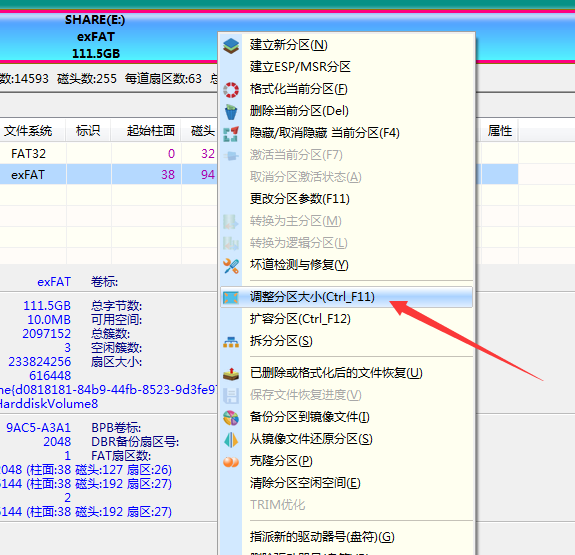 SHARE(E:)
exFAT
111.5GB
数:14593 磁头:255 每道扇区数:63
文件系统 标识 起始柱面 磁头 属性
FAT32 0 32
exFAT 38 94
exFAT 卷标:
111.5GB 总字节数:
10.0MB 可用空间:
2097152 总簇数:
3 空闲簇数:
233824256 扇区大小:
616448
me{d0818181-84b9-44fb-8523-9d3fe97
HarddiskVolume8
9AC5-A3A1 BPB卷标:
2048 DBR备份扇区号:
1 FAT扇区数:
2048 (柱面:38 磁头:127 扇区:26)
6144 (柱面:38 磁头:192 扇区:27)
2
6144 (柱面:38 磁头:192 扇区:27)
建立新分区(N)
建立ESP/MSR分区
格式化当前分区(F)
删除当前分区(Del)
隐藏/取消隐藏 当前分区(F4)
激活当前分区(F7)
取消分区激活状态(A)
更改分区参数(F11)
转换为主分区(M)
转换为逻辑分区(L)
坏道检测与修复(Y)
调整分区大小(Ctrl_F11)
扩容分区(Ctrl_F12)
拆分分区(S)
已删除或格式化后的文件恢复(U)
保存文件恢复进度(V)
备份分区到镜像文件(I)
从镜像文件还原分区(S)
克隆分区(P)
清除分区空闲空间(E)
TRIM优化
指派新的驱动器号(盘符)(G)